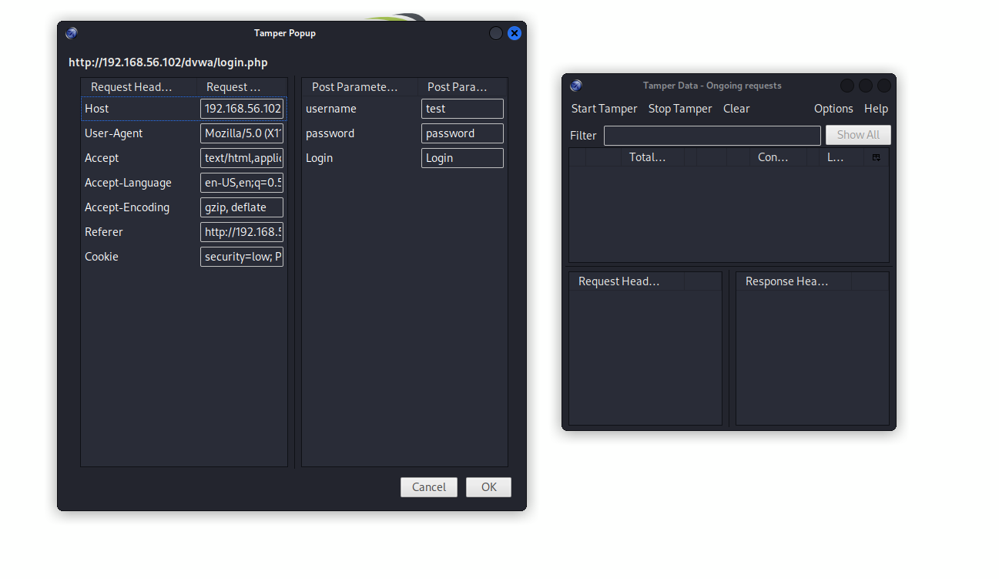 Tamper Popup
http://192.168.56.102/dvwa/login.php
Request Head… Request …
Host 192.168.56.102
User-Agent Mozilla/5.0 (X11
Accept text/html,applic
Accept-Language en-US,en;q=0.5
Accept-Encoding gzip, deflate
Referer http://192.168.5
Cookie security=low; P
Post Paramete… Post Para…
username test
password password
Login Login
Cancel OK
Tamper Data - Ongoing requests
Start Tamper Stop Tamper Clear Options Help
Filter Show All
Total… Con… L…
Request Head… Response Hea…